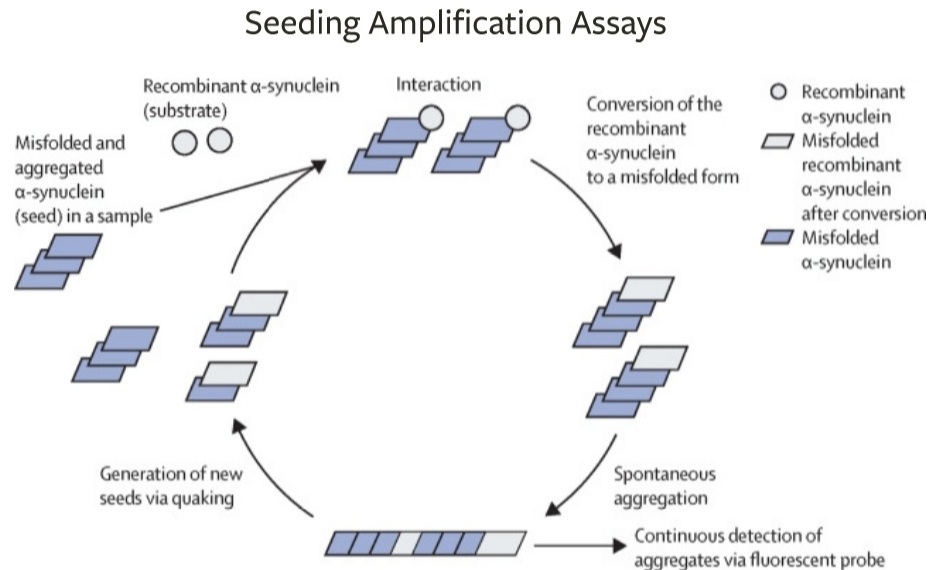 Seeding Amplification Assays
Recombinant α-synuclein
(substrate)
Interaction
Misfolded and
aggregated
α-synuclein
(seed) in a sample
Conversion of the
recombinant
α-synuclein
to a misfolded form
Recombinant
α-synuclein
Misfolded
recombinant
α-synuclein
after conversion
Misfolded
α-synuclein
Generation of new
seeds via quaking
Spontaneous
aggregation
Continuous detection of
aggregates via fluorescent probe